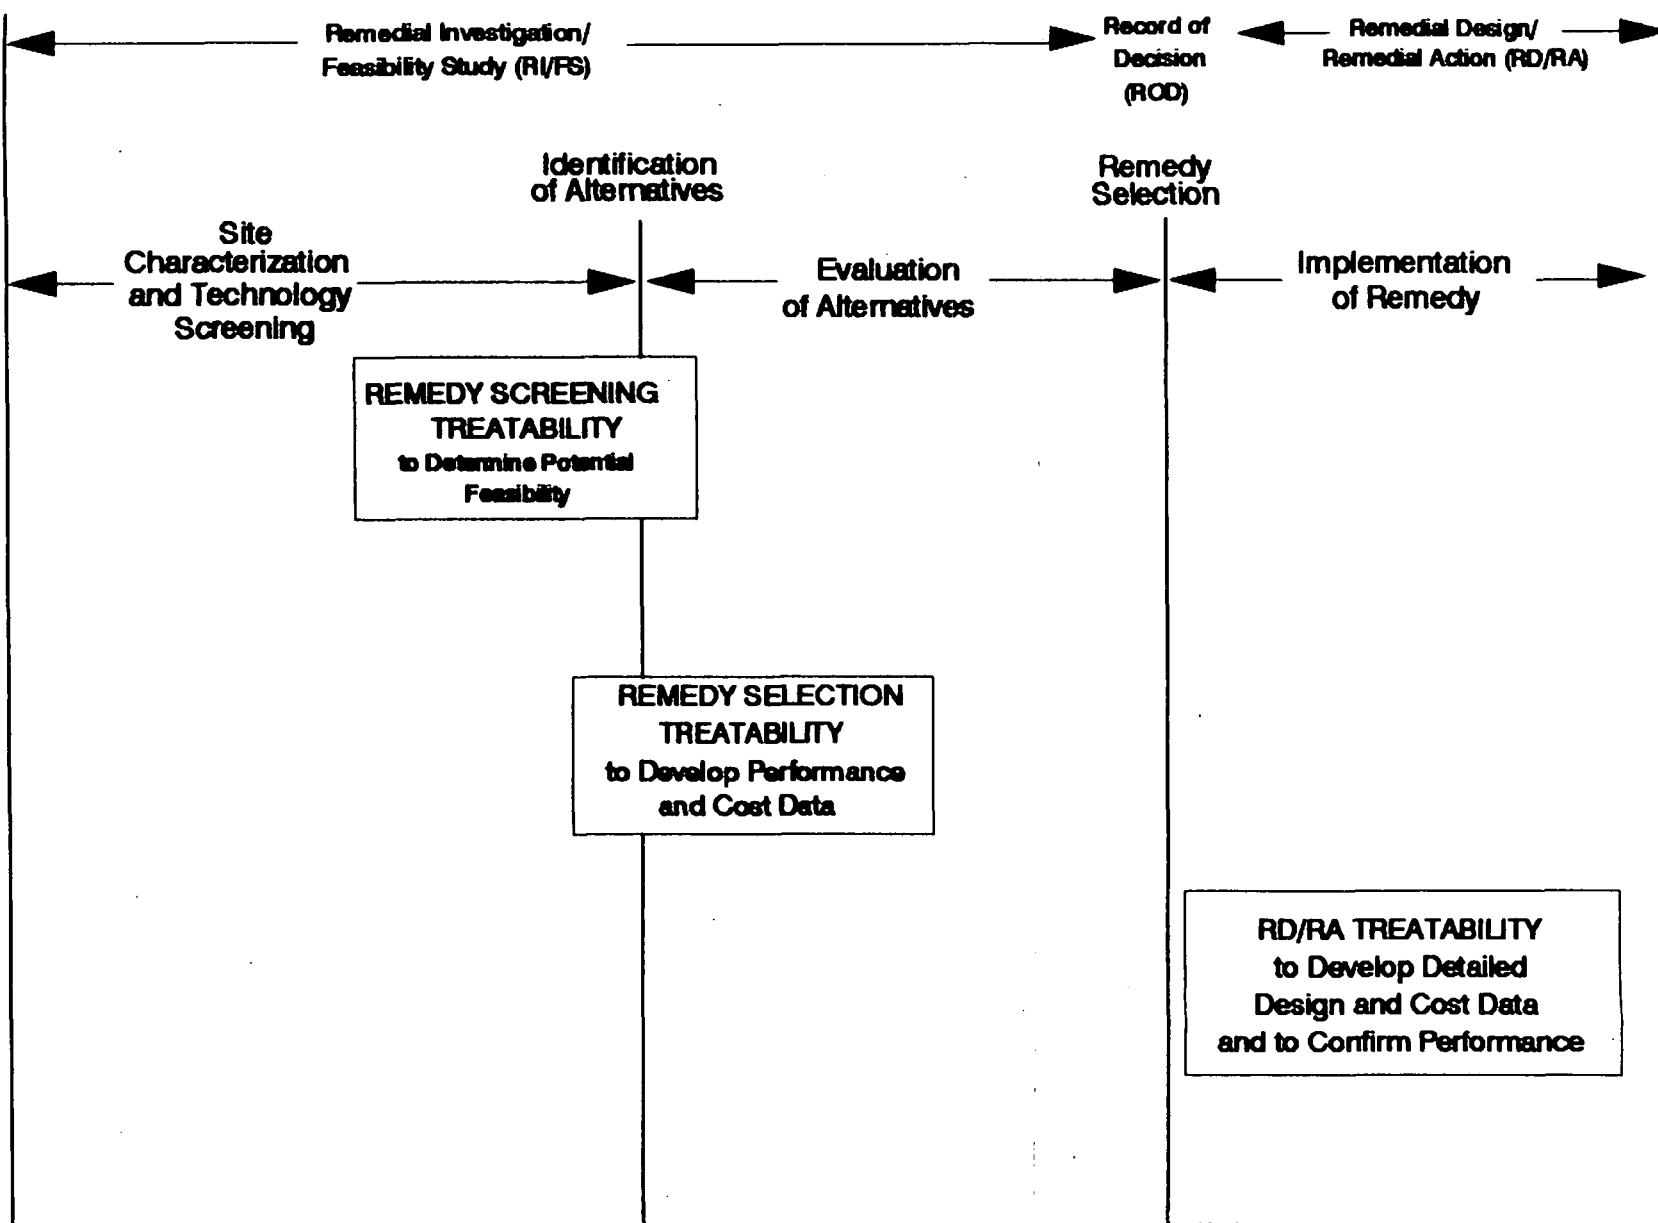 Remedial Investigation/
Feasibility Study (RI/FS)
Record of
Decision
(ROD)
Remedial Design/
Remedial Action (RD/RA)
Identification
of Alternatives
Remedy
Selection
Site
Characterization
and Technology
Screening
Evaluation
of Alternatives
Implementation
of Remedy
REMEDY SCREENING
TREATABILITY
to Determine Potential
Feasibility
REMEDY SELECTION
TREATABILITY
to Develop Performance
and Cost Data
RD/RA TREATABILITY
to Develop Detailed
Design and Cost Data
and to Confirm Performance